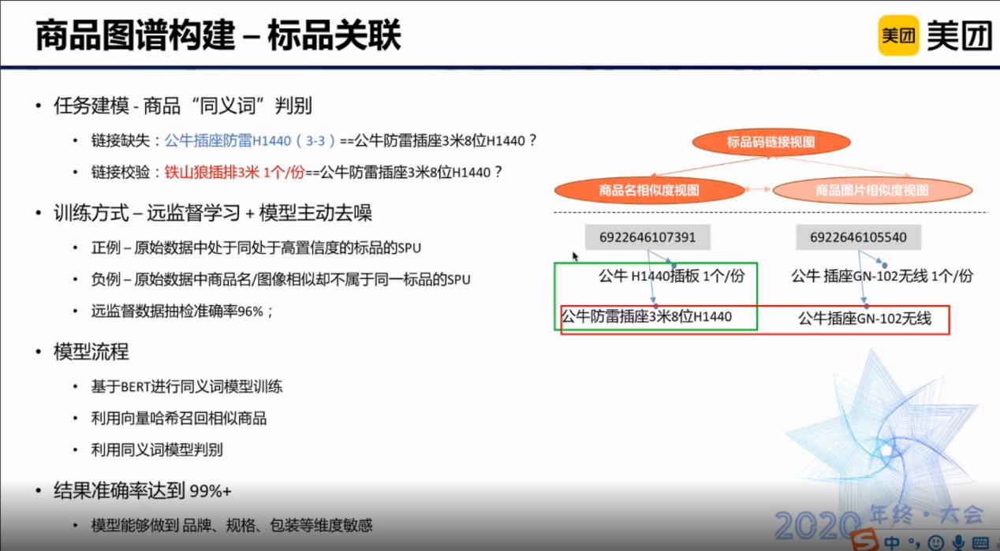 商品图谱构建 – 标品关联
美团 美团
• 任务建模 - 商品“同义词”判别
• 链接缺失：公牛插座防雷H1440（3-3）==公牛防雷插座3米8位H1440？
• 链接校验：铁山狼插排3米 1个/份==公牛防雷插座3米8位H1440？
• 训练方式 – 远监督学习 + 模型主动去噪
• 正例 – 原始数据中处于同处于高置信度的标品的SPU
• 负例 – 原始数据中商品名/图像相似却不属于同一标品的SPU
• 远监督数据抽检准确率96%；
• 模型流程
• 基于BERT进行同义词模型训练
• 利用向量哈希召回相似商品
• 利用同义词模型判别
• 结果准确率达到 99%+
• 模型能够做到 品牌、规格、包装等维度敏感
标品码链接视图
商品名相似度视图
商品图片相似度视图
6922646107391
6922646105540
公牛 H1440插板 1个/份
公牛 插座GN-102无线 1个/份
公牛防雷插座3米8位H1440
公牛插座GN-102无线
2020年终·大会
S中